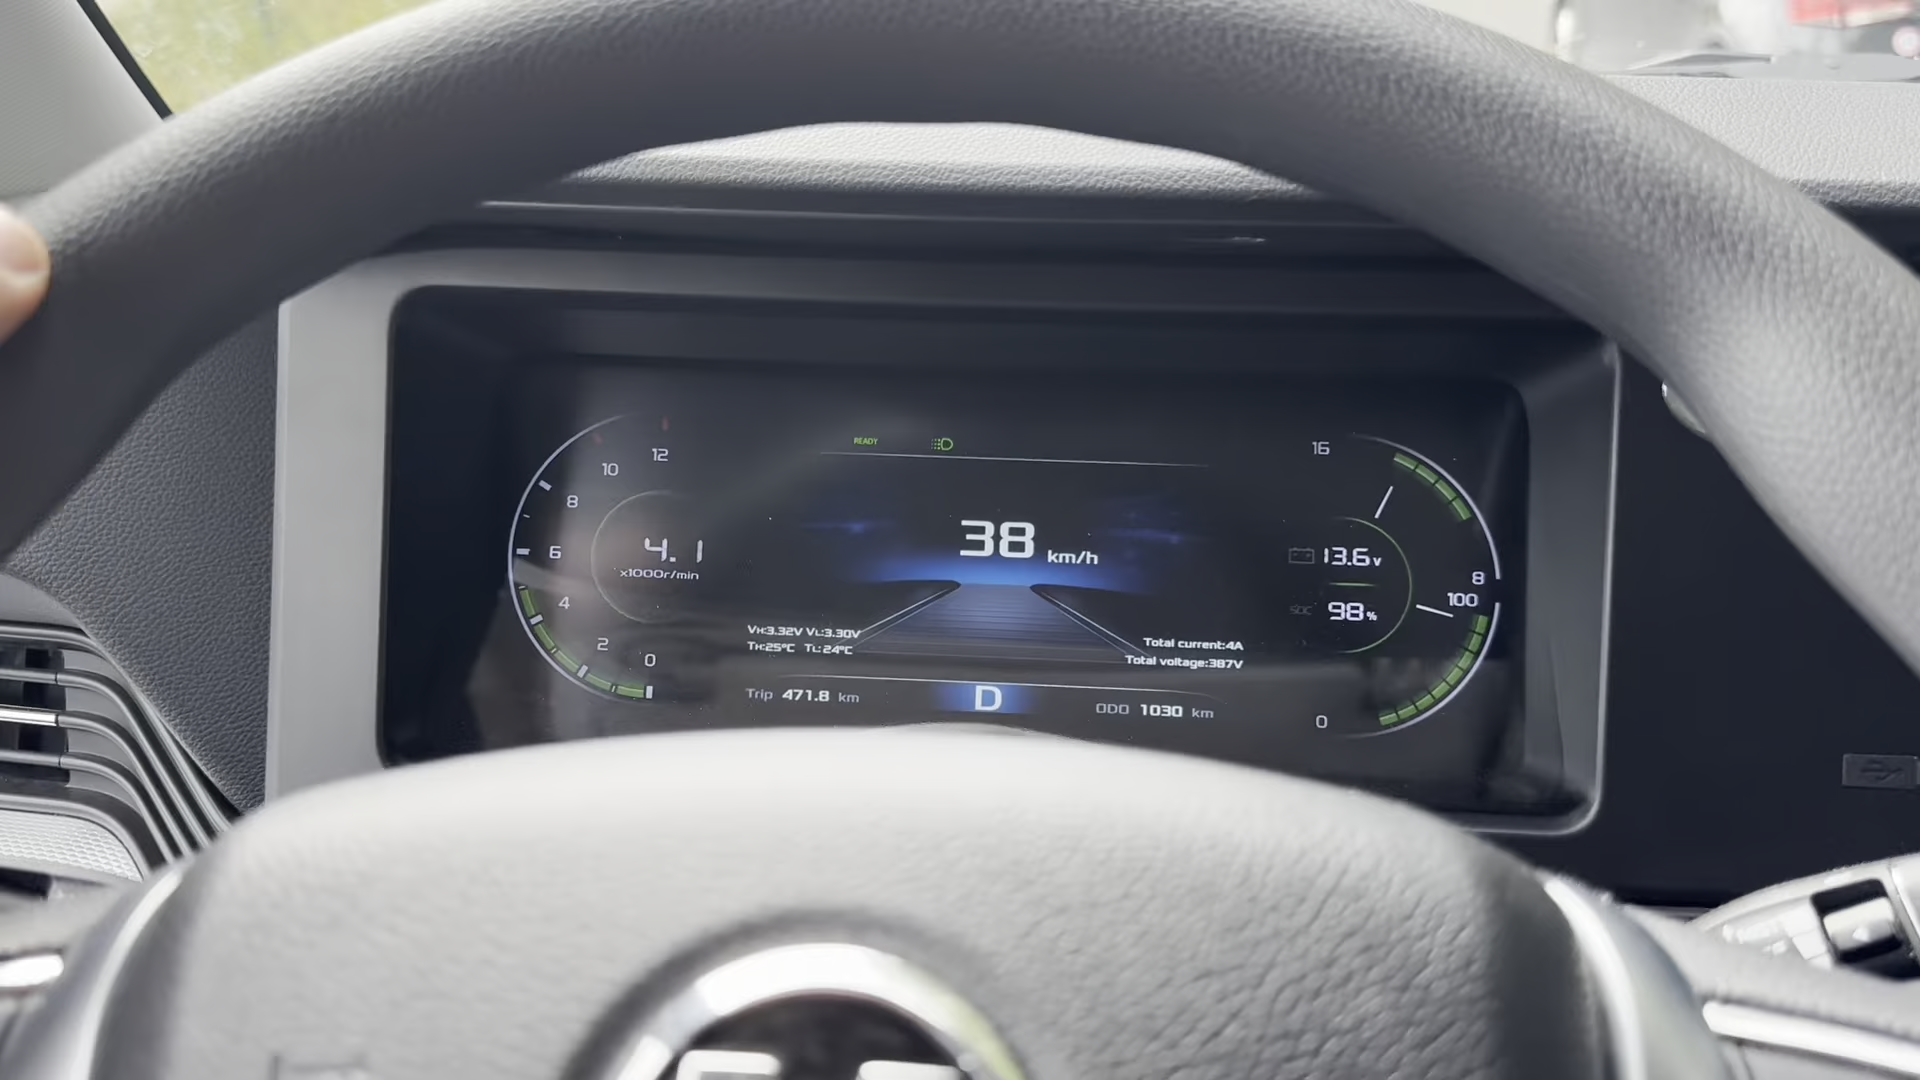 READY
12
10
8
6
4
2
0
4.1
x1000r/min
38 km/h
VH:3.32V VL:3.30V
TH:25°C TL:24°C
Total current:4A
Total voltage:387V
Trip 471.8 km
D
ODO 1030 km
16
13.6v
8
100
SOC 98%
0